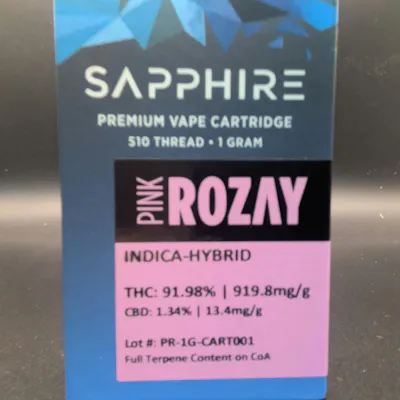 SAPPHIRE
PREMIUM VAPE CARTRIDGE
510 THREAD • 1 GRAM
PINK ROZAY
INDICA-HYBRID
THC: 91.98% | 919.8mg/g
CBD: 1.34% | 13.4mg/g
Lot #: PR-1G-CART001
Full Terpene Content on CoA